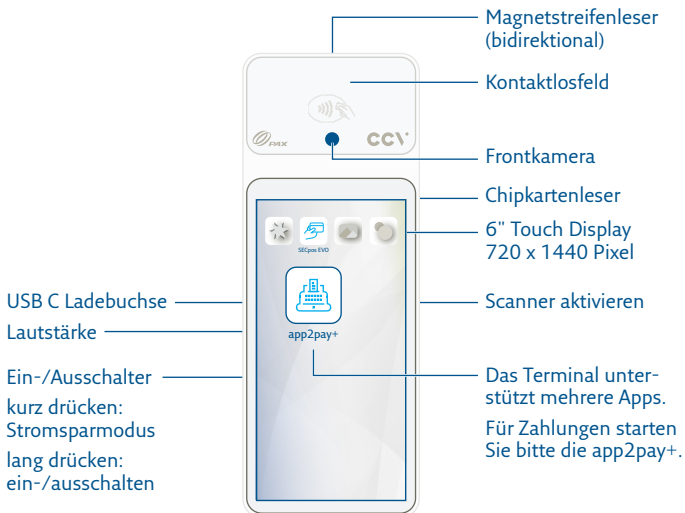 Magnetstreifenleser
(bidirektional)
Kontaktlosfeld
PAX
CCV
Frontkamera
Chipkartenleser
6" Touch Display
720 x 1440 Pixel
SECpos EVO
app2pay+
USB C Ladebuchse
Lautstärke
Ein-/Ausschalter
kurz drücken:
Stromsparmodus
lang drücken:
ein-/ausschalten
Scanner aktivieren
Das Terminal unter-
stützt mehrere Apps.
Für Zahlungen starten
Sie bitte die app2pay+.